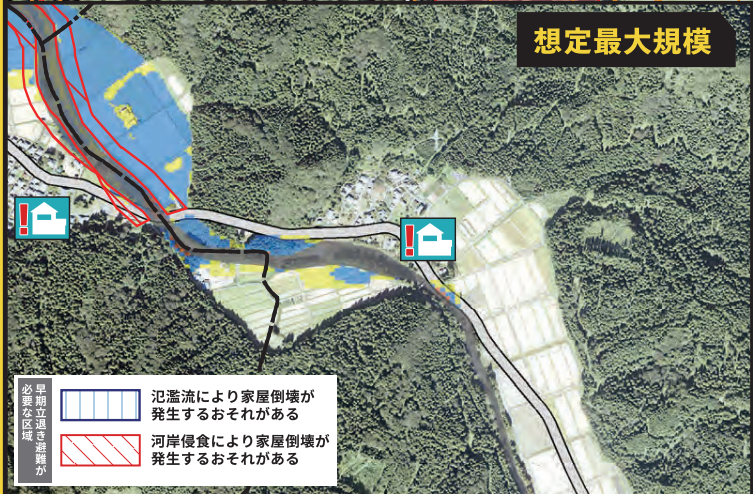 想定最大規模
早期立退き避難が
必要な区域
氾濫流により家屋倒壊が
発生するおそれがある
河岸侵食により家屋倒壊が
発生するおそれがある